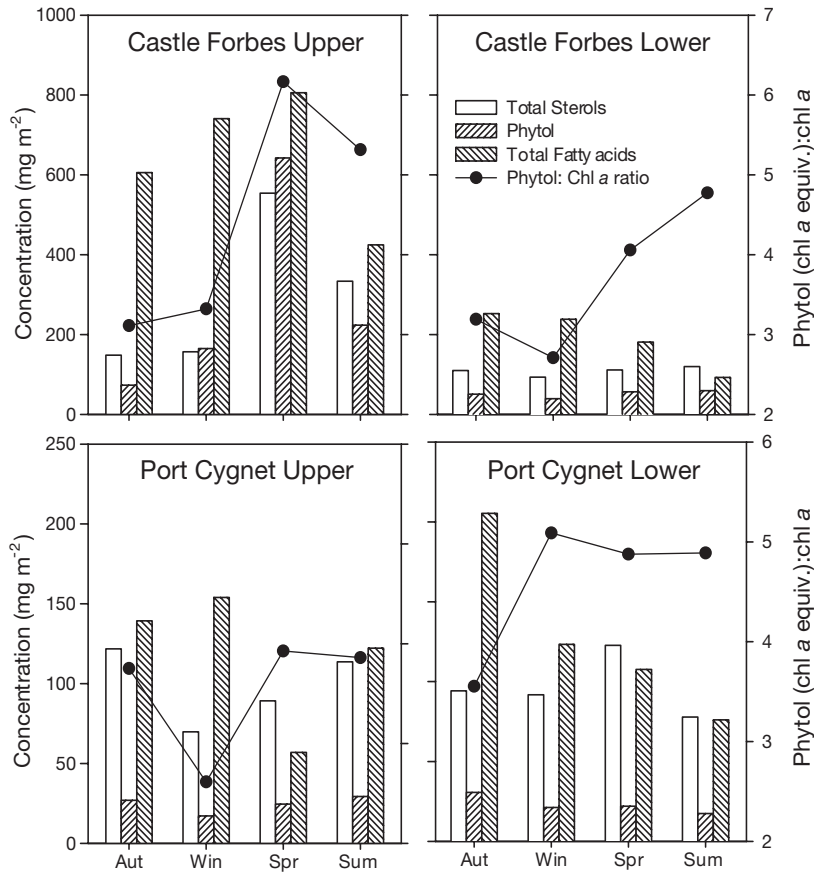 Castle Forbes Upper
Castle Forbes Lower
1000
800
600
400
200
0
Concentration (mg m⁻²)
Total Sterols
Phytol
Total Fatty acids
Phytol: Chl a ratio
7
6
5
4
3
2
Phytol (chl a equiv.):chl a
Port Cygnet Upper
Port Cygnet Lower
250
200
150
100
50
0
Concentration (mg m⁻²)
6
5
4
3
2
Phytol (chl a equiv.):chl a
Aut Win Spr Sum
Aut Win Spr Sum